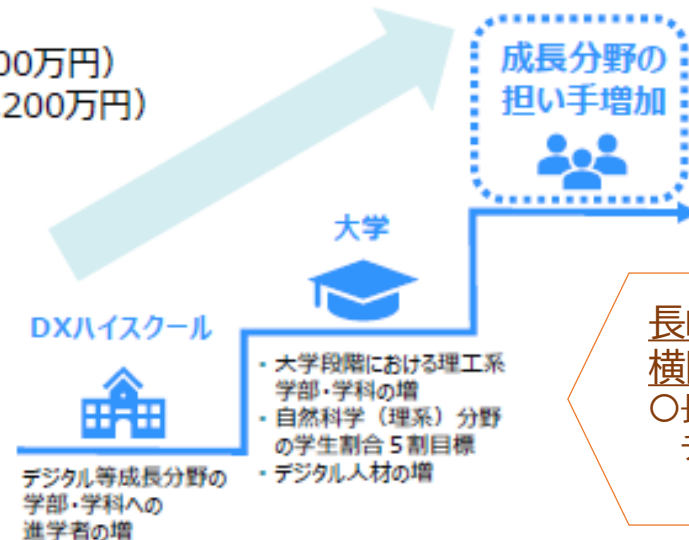 00万円）
200万円）
成長分野の
担い手増加
大学
DXハイスクール
・大学段階における理工系
学部・学科の増
・自然科学（理系）分野
の学生割合５割目標
・デジタル人材の増
デジタル等成長分野の
学部・学科への
進学者の増